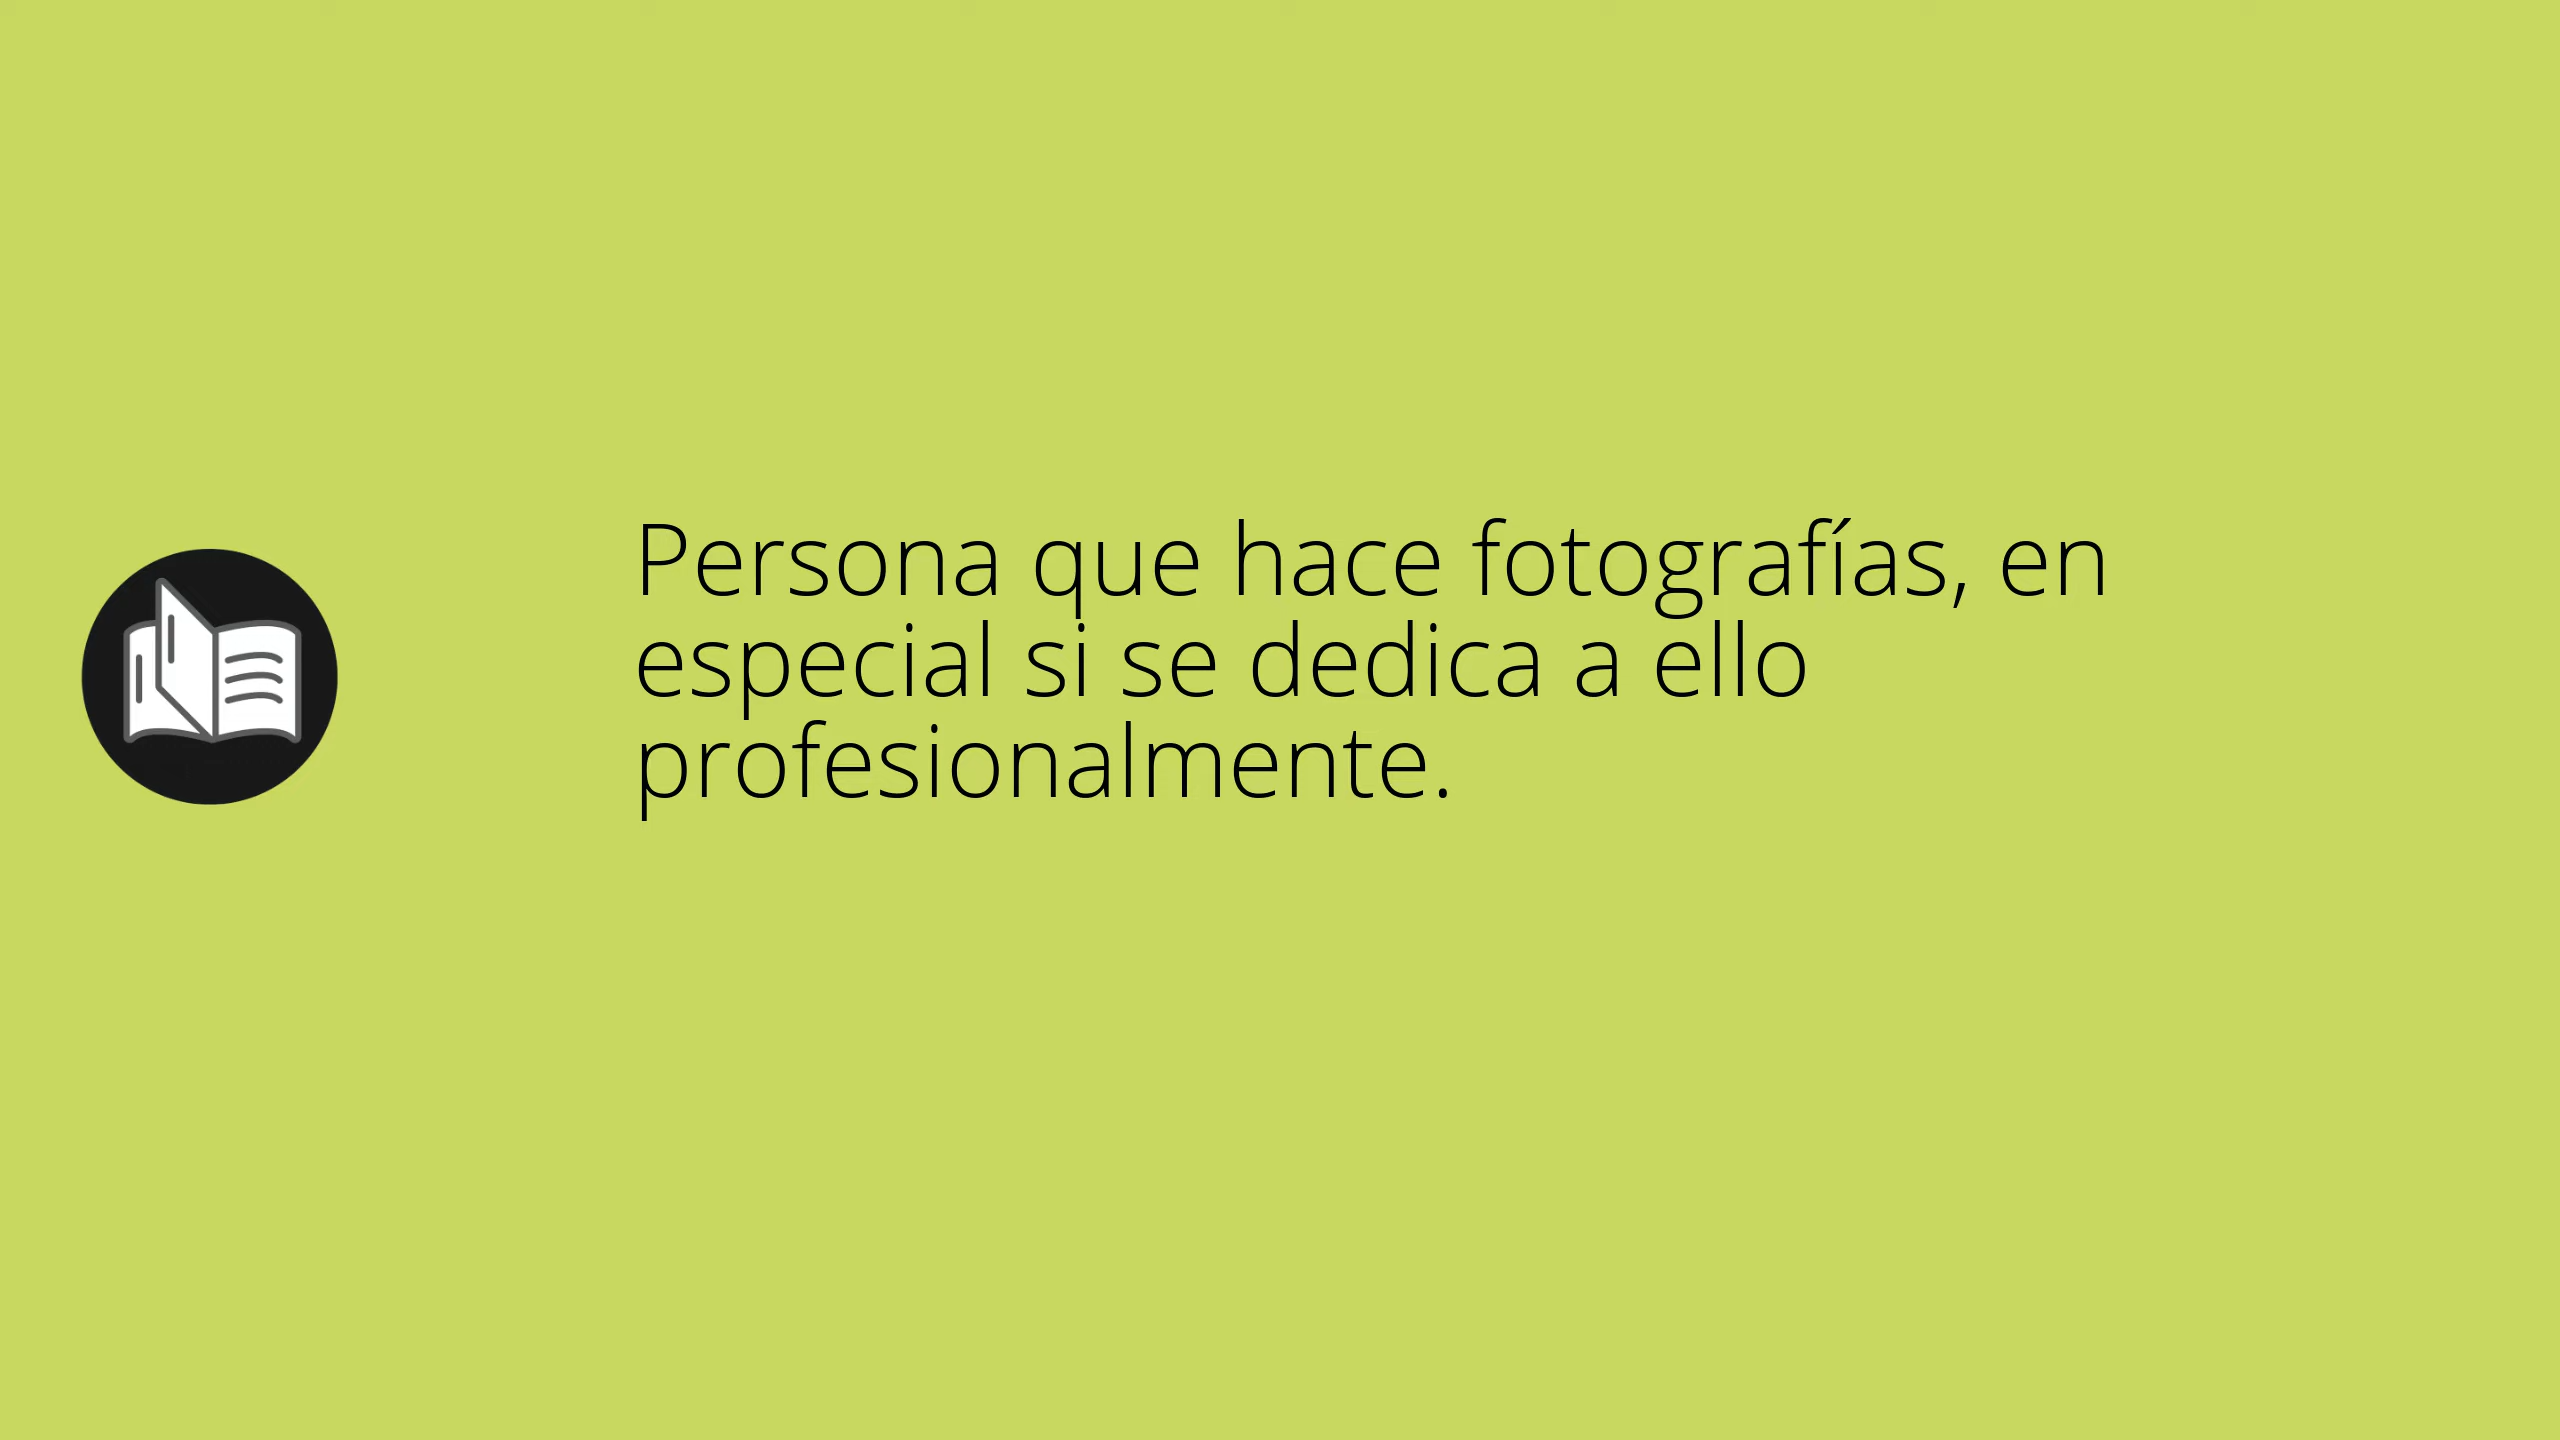 Persona que hace fotografías, en
especial si se dedica a ello
profesionalmente.